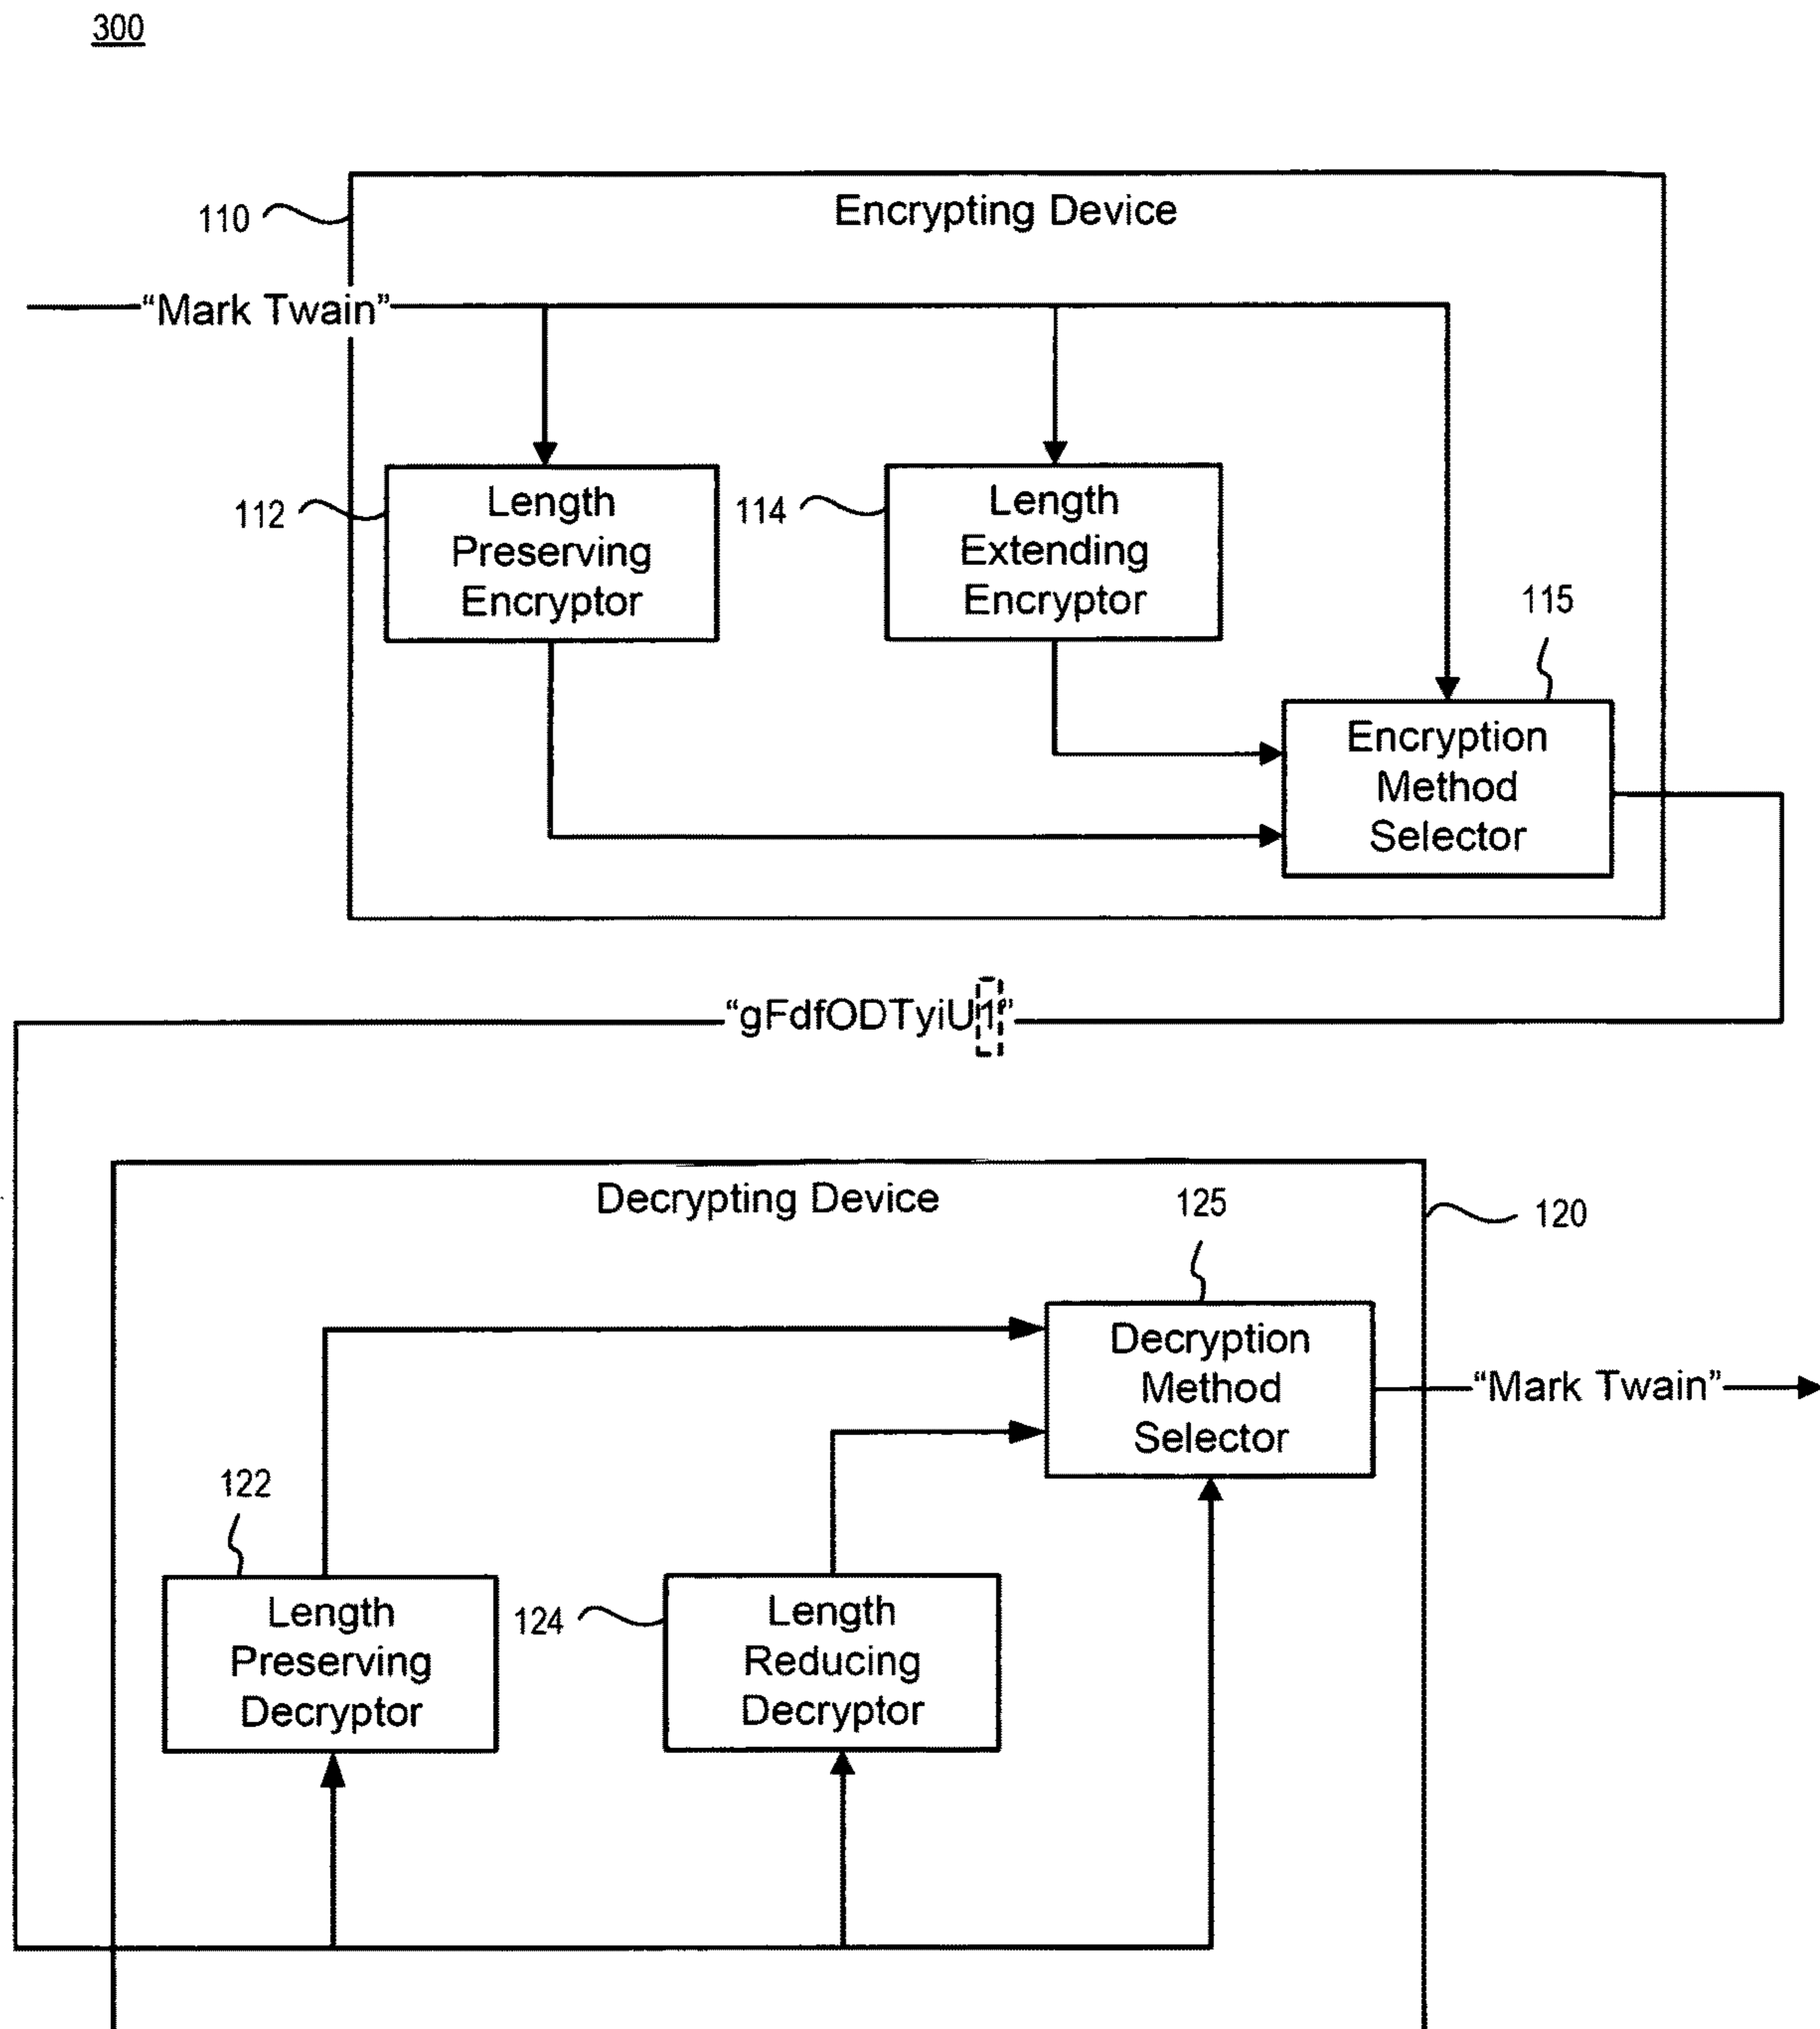 300
110
Encrypting Device
“Mark Twain”
112
Length
Preserving
Encryptor
114
Length
Extending
Encryptor
115
Encryption
Method
Selector
“gFdfODTyiU1”
Decrypting Device
125
120
Decryption
Method
Selector
“Mark Twain”
122
Length
Preserving
Decryptor
124
Length
Reducing
Decryptor